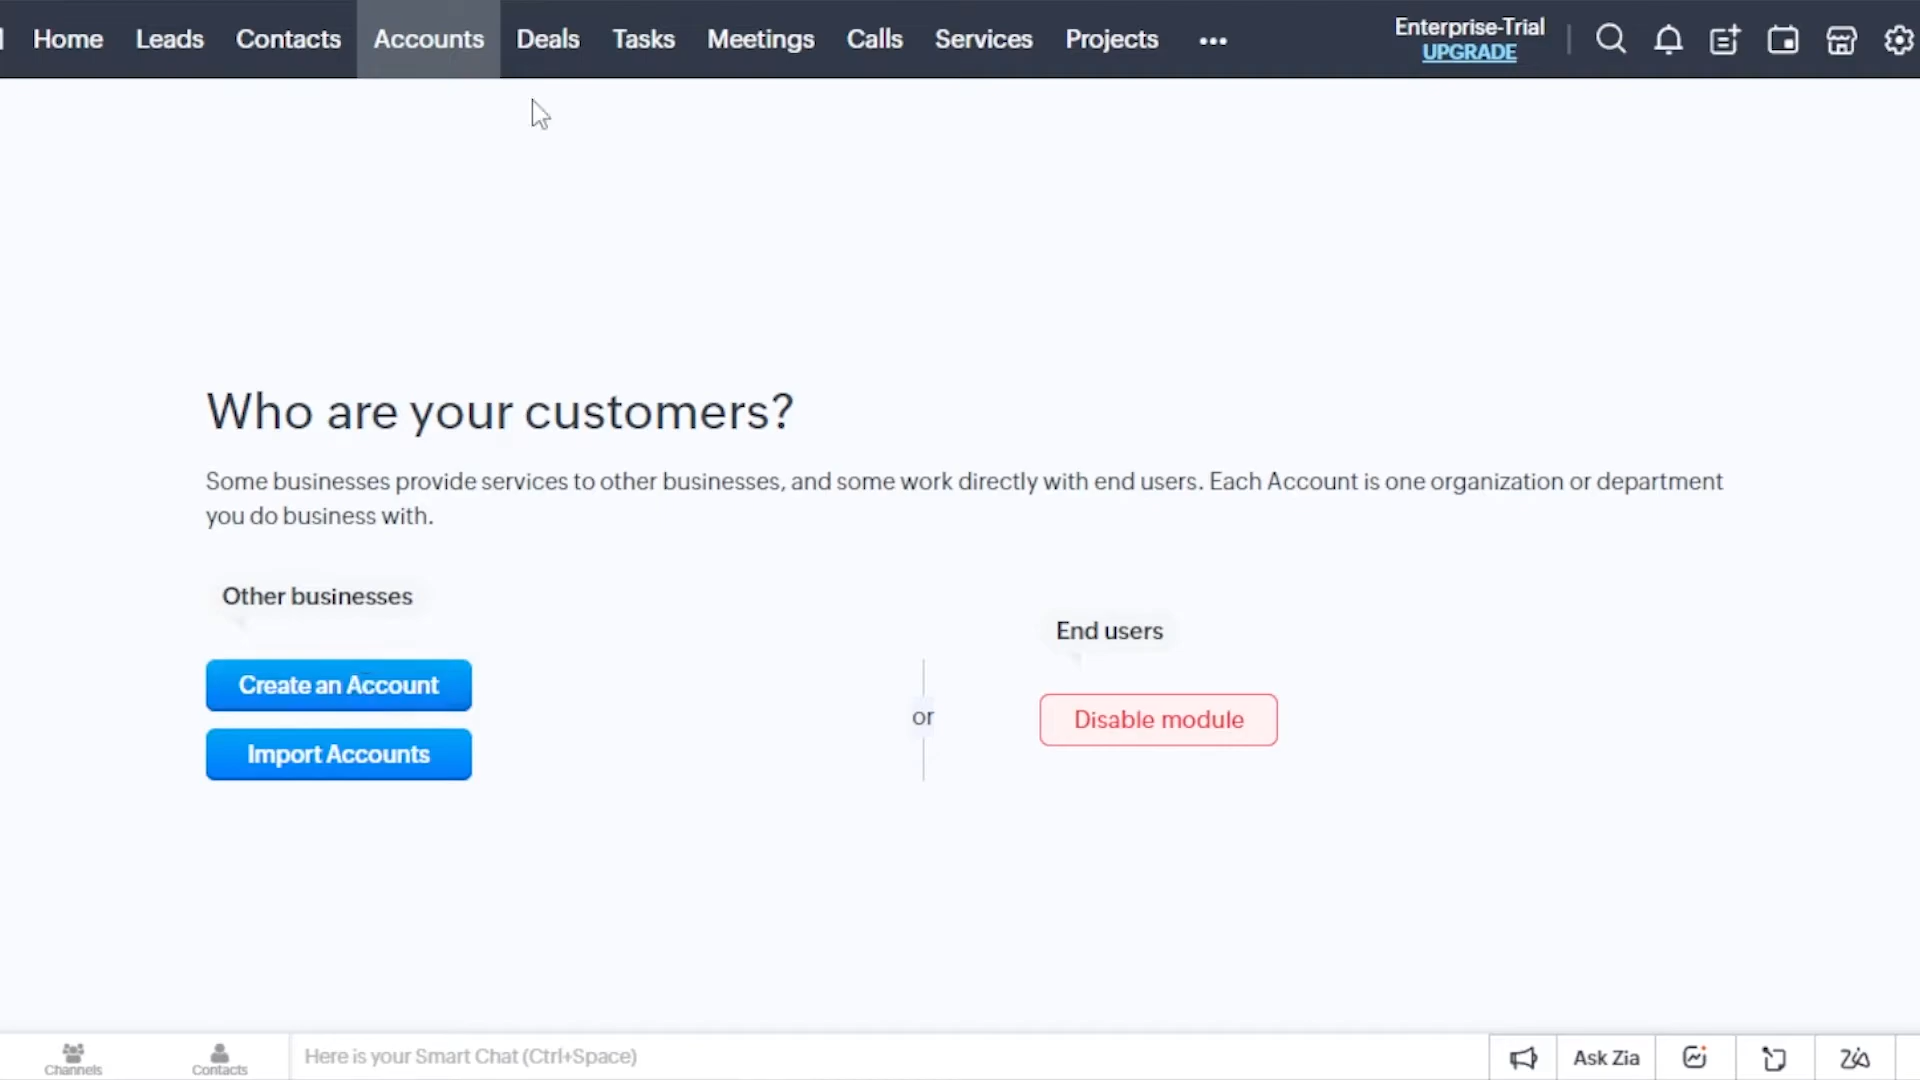 Home Leads Contacts Accounts Deals Tasks Meetings Calls Services Projects ••• Enterprise-Trial
UPGRADE
Who are your customers?
Some businesses provide services to other businesses, and some work directly with end users. Each Account is one organization or department
you do business with.
Other businesses
Create an Account
Import Accounts
or
End users
Disable module
Channels Contacts Here is your Smart Chat (Ctrl+Space) Ask Zia